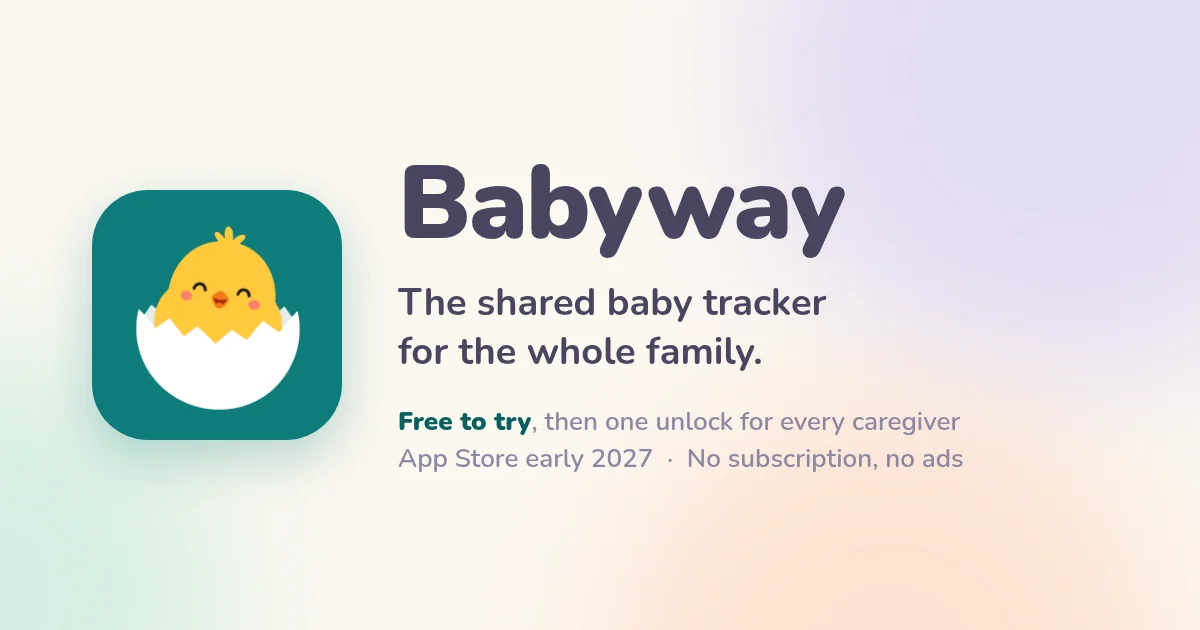 Babyway
The shared baby tracker
for the whole family.
Free to try, then one unlock for every caregiver
App Store early 2027 · No subscription, no ads